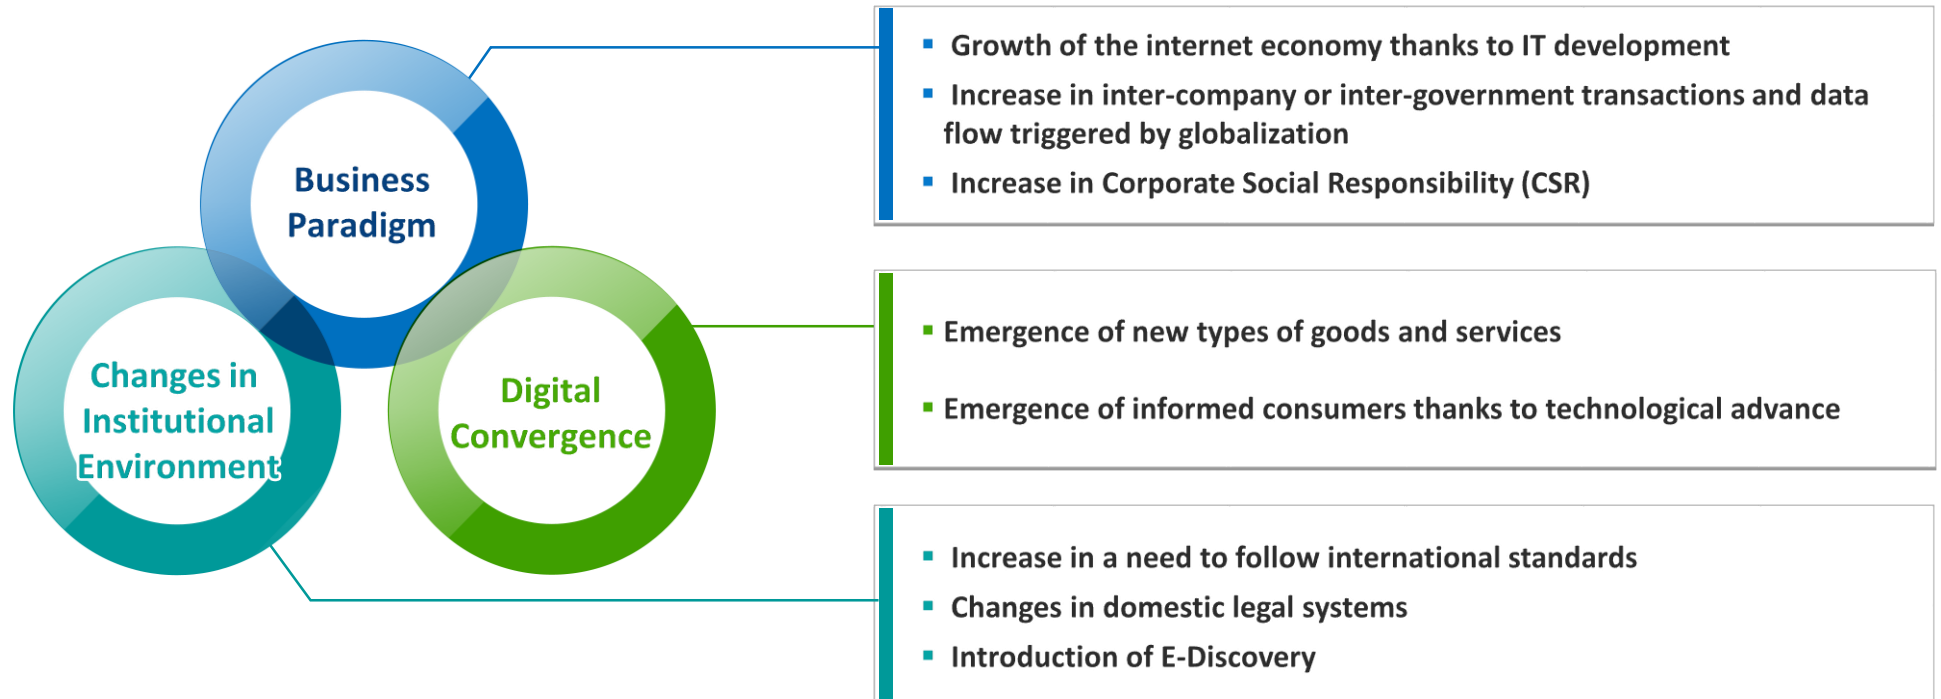 Business
Paradigm
Changes in
Institutional
Environment
Digital
Convergence
▪ Growth of the internet economy thanks to IT development
▪ Increase in inter-company or inter-government transactions and data
flow triggered by globalization
▪ Increase in Corporate Social Responsibility (CSR)
▪ Emergence of new types of goods and services
▪ Emergence of informed consumers thanks to technological advance
▪ Increase in a need to follow international standards
▪ Changes in domestic legal systems
▪ Introduction of E-Discovery